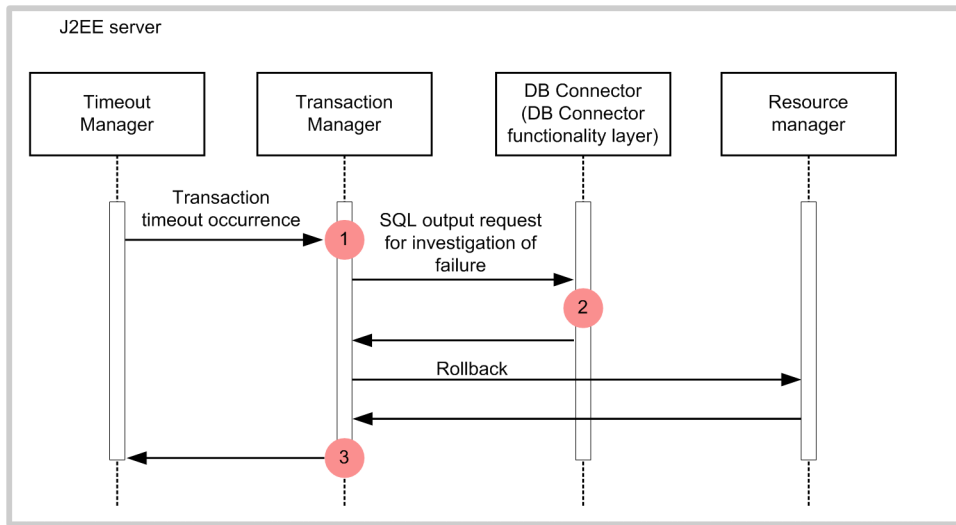 J2EE server
Timeout
Manager
Transaction
Manager
DB Connector
(DB Connector
functionality layer)
Resource
manager
Transaction
timeout occurrence
1
SQL output request
for investigation of
failure
2
Rollback
3